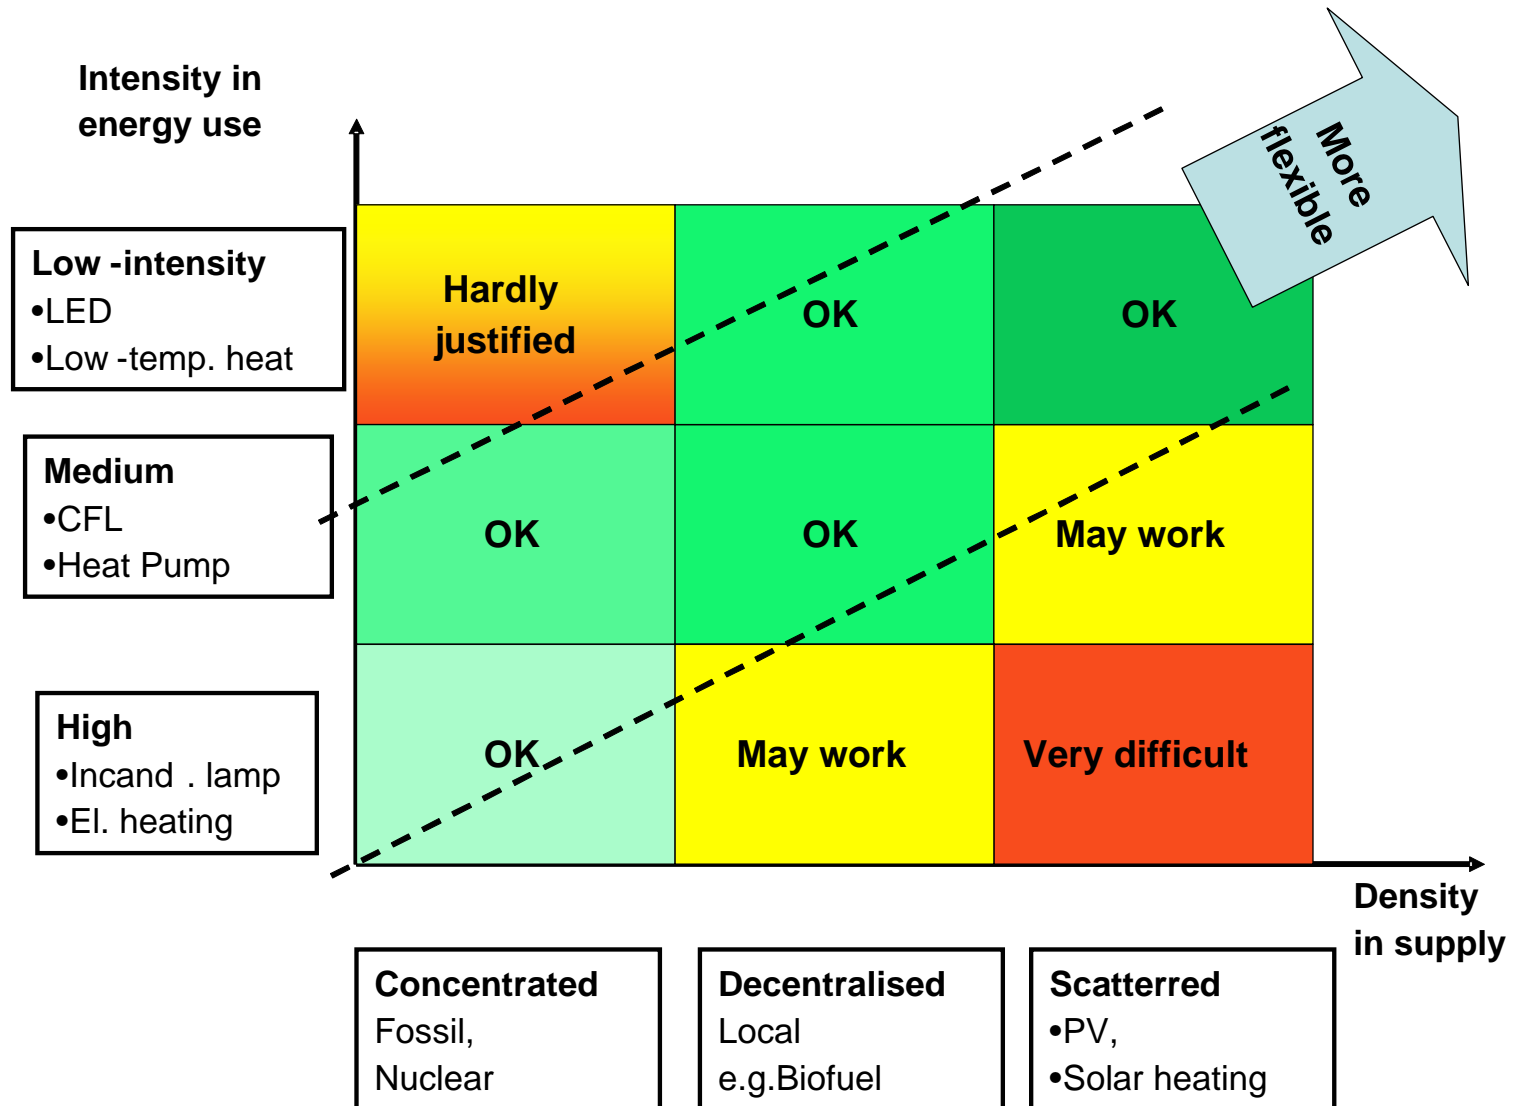 Intensity in
energy use
More
flexible
Low -intensity
•LED
•Low -temp. heat
Hardly
justified
OK
OK
Medium
•CFL
•Heat Pump
OK
OK
May work
High
•Incand . lamp
•El. heating
OK
May work
Very difficult
Density
in supply
Concentrated
Fossil,
Nuclear
Decentralised
Local
e.g.Biofuel
Scatterred
•PV,
•Solar heating